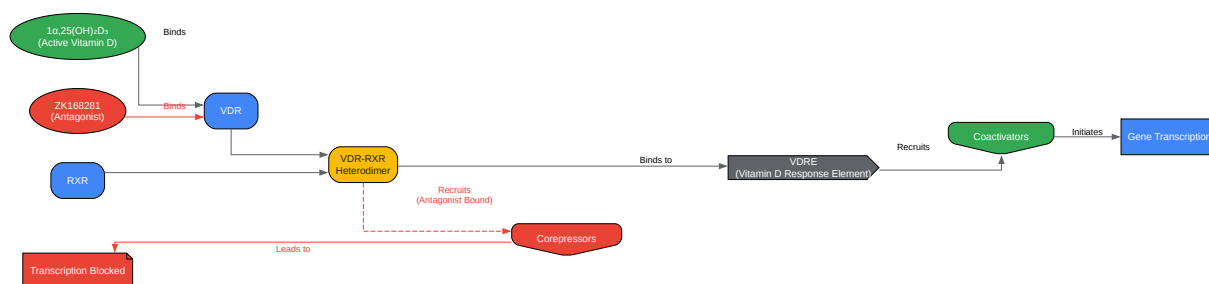 1α,25(OH)₂D₃
(Active Vitamin D)
Binds
ZK168281
(Antagonist)
Binds
VDR
RXR
VDR-RXR
Heterodimer
Binds to
VDRE
(Vitamin D Response Element)
Recruits
Coactivators
Initiates
Gene Transcription
Recruits
(Antagonist Bound)
Corepressors
Leads to
Transcription Blocked